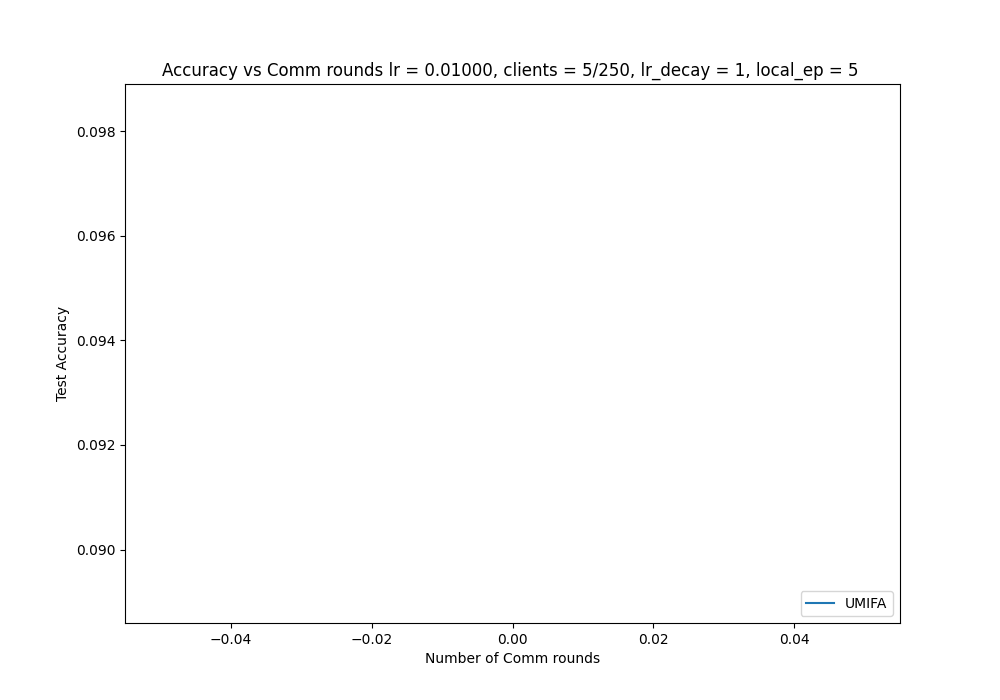 Accuracy vs Comm rounds lr = 0.01000, clients = 5/250, lr_decay = 1, local_ep = 5
0.098
0.096
0.094
0.092
0.090
Test Accuracy
UMIFA
−0.04 −0.02 0.00 0.02 0.04
Number of Comm rounds